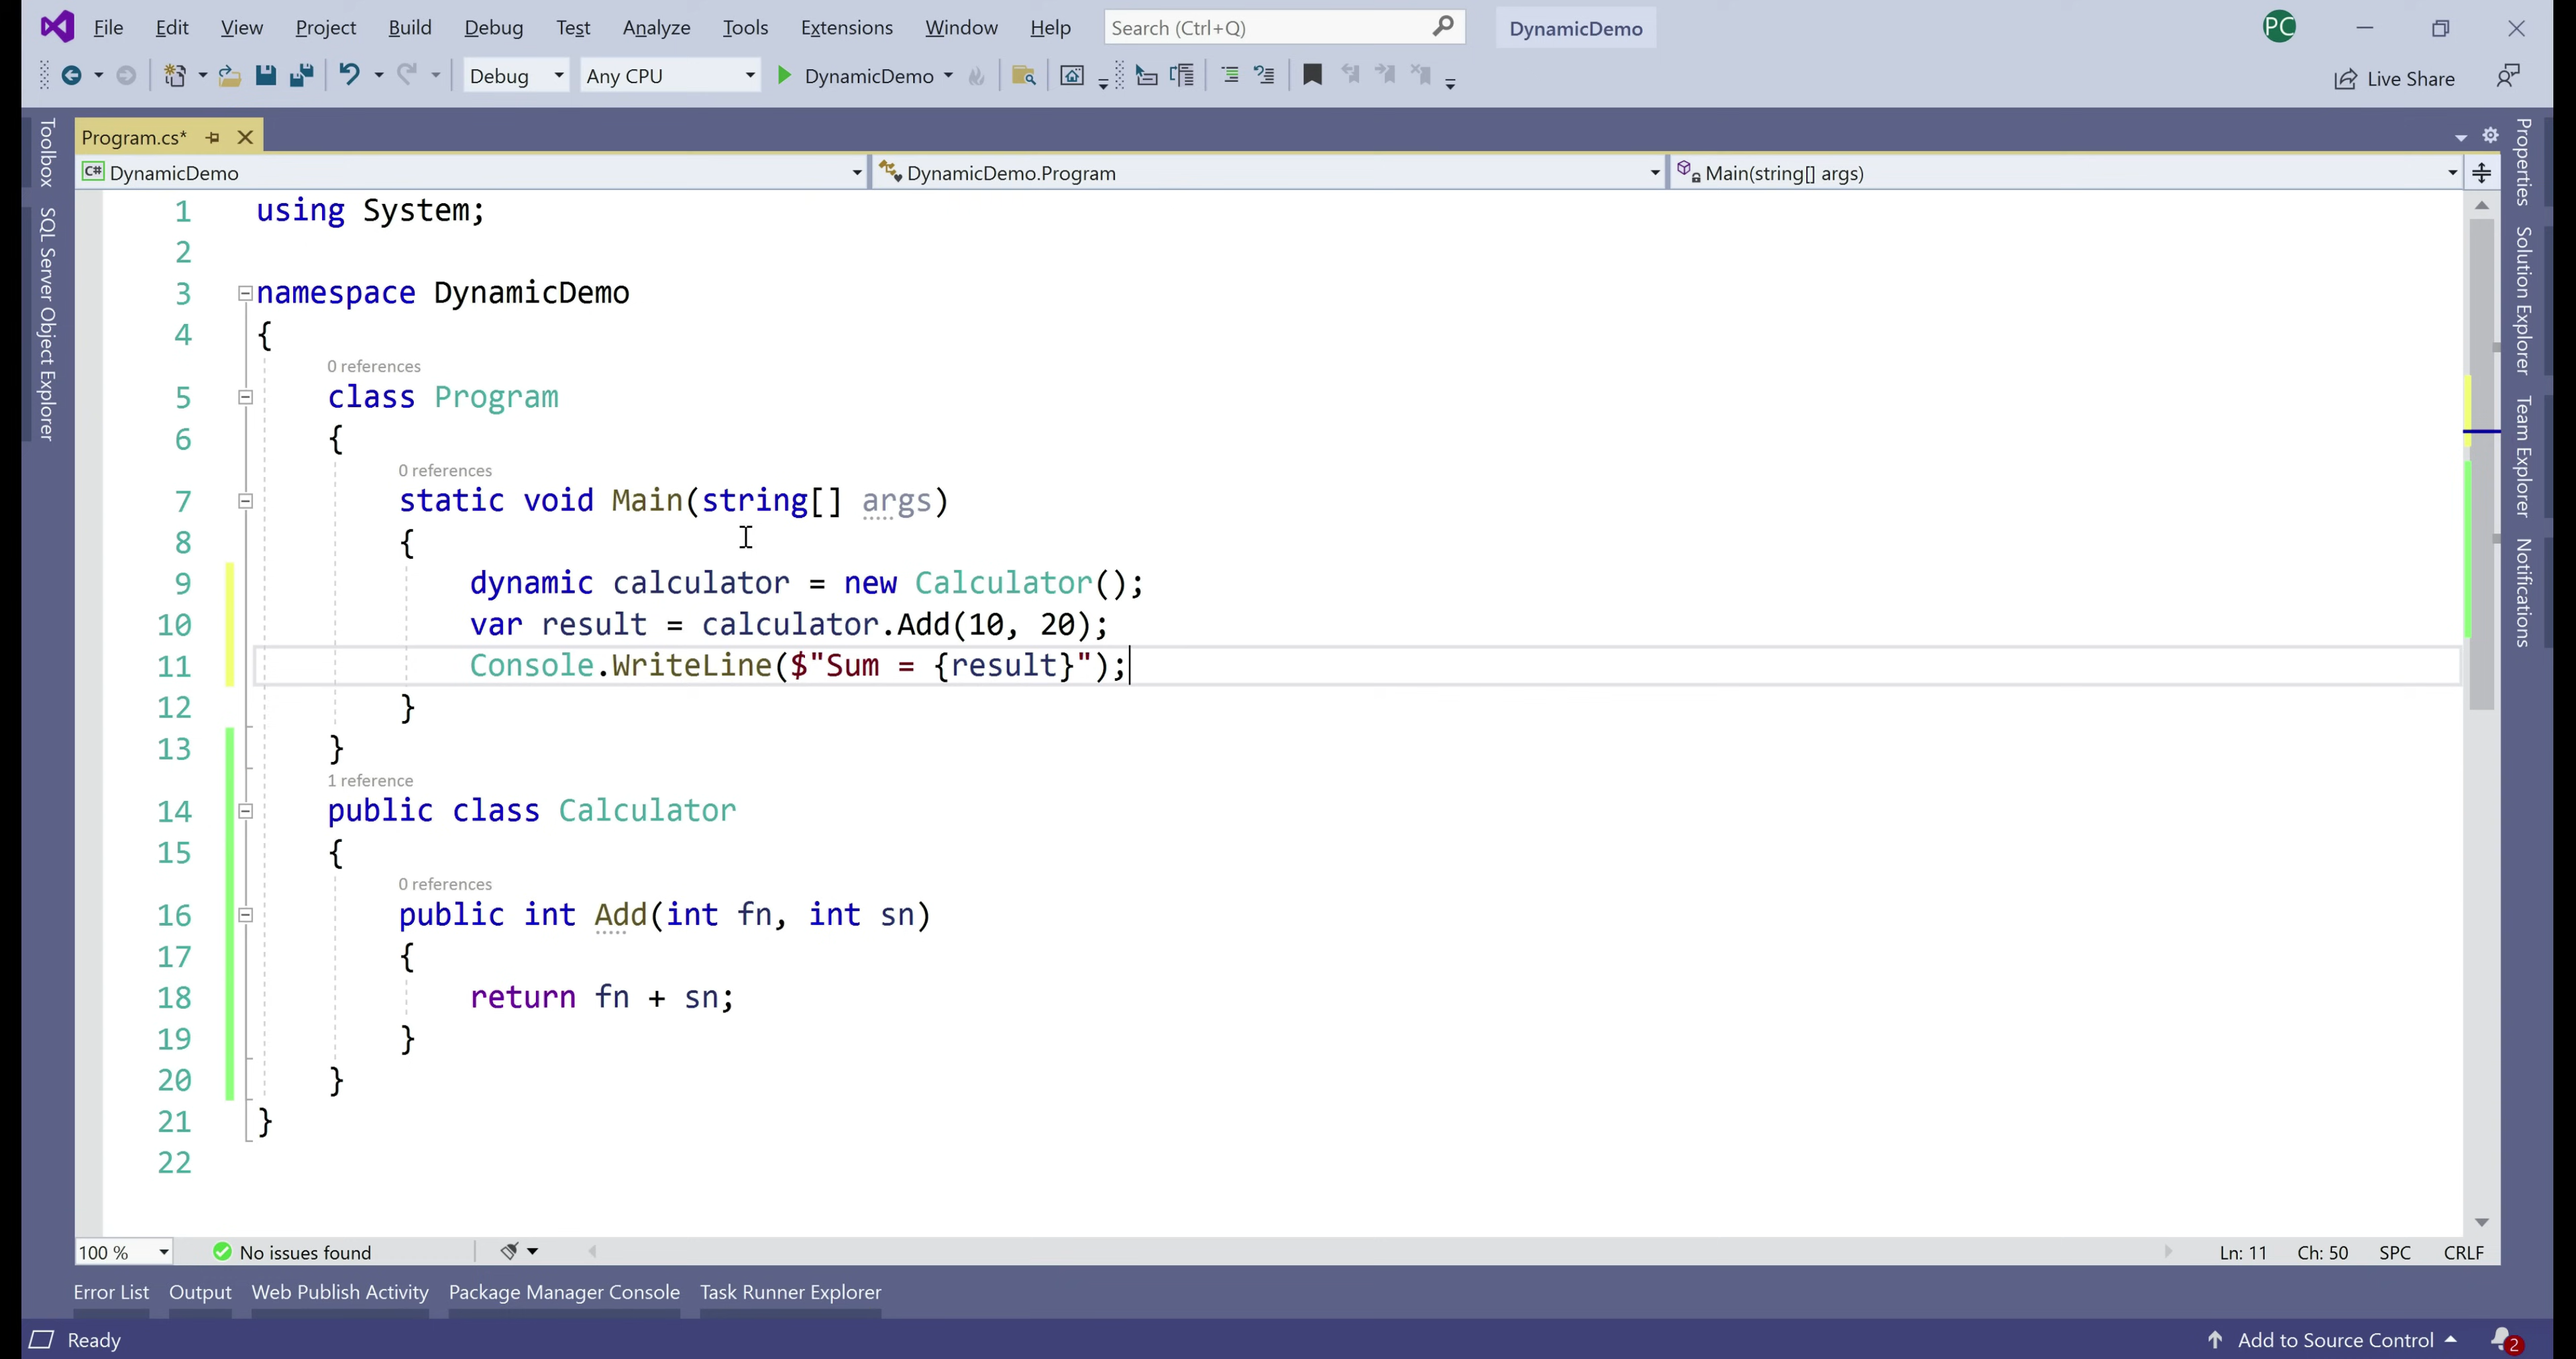 File Edit View Project Build Debug Test Analyze Tools Extensions Window Help Search (Ctrl+Q) DynamicDemo PC
Debug Any CPU DynamicDemo Live Share
Program.cs*
C# DynamicDemo DynamicDemo.Program Main(string[] args)
Toolbox
SQL Server Object Explorer
1 using System;
2
3 namespace DynamicDemo
4 {
0 references
5 class Program
6 {
0 references
7 static void Main(string[] args)
8 {
9 dynamic calculator = new Calculator();
10 var result = calculator.Add(10, 20);
11 Console.WriteLine($"Sum = {result}");
12 }
13 }
1 reference
14 public class Calculator
15 {
0 references
16 public int Add(int fn, int sn)
17 {
18 return fn + sn;
19 }
20 }
21 }
22
Properties
Solution Explorer
Team Explorer
Notifications
100 % No issues found Ln: 11 Ch: 50 SPC CRLF
Error List Output Web Publish Activity Package Manager Console Task Runner Explorer
Ready Add to Source Control 2